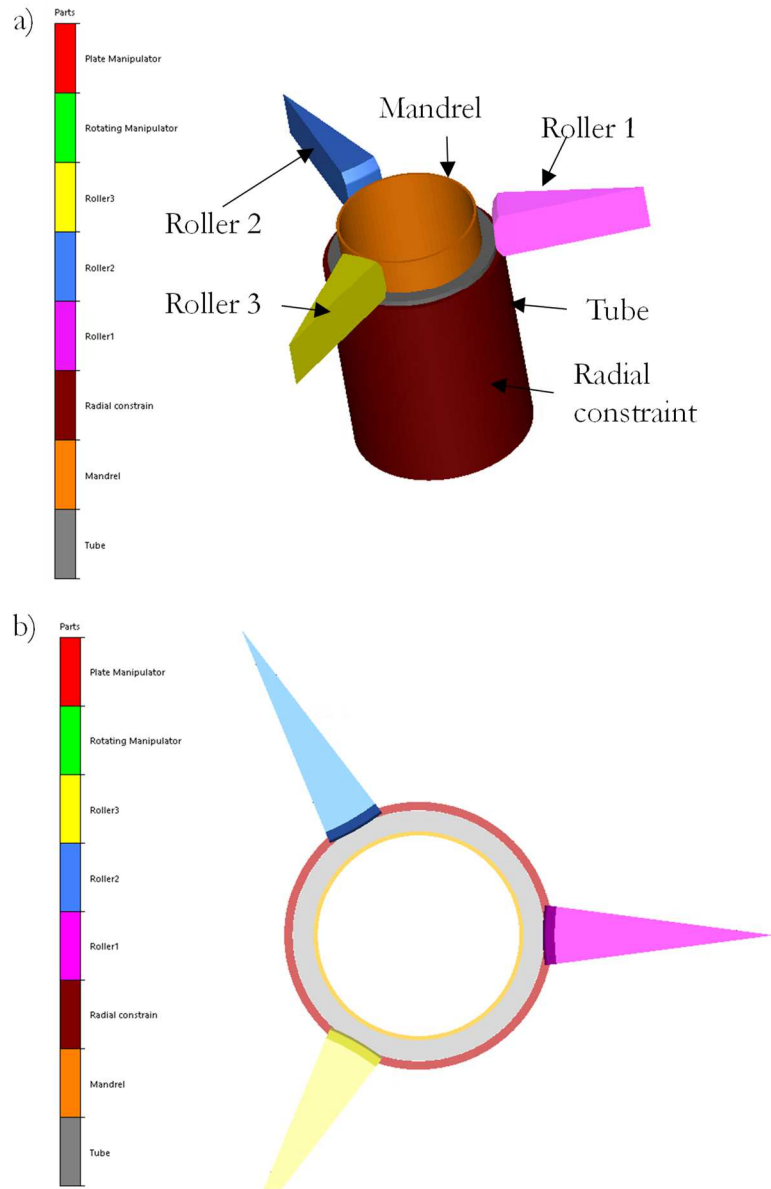 a)
Parts
Plate Manipulator
Rotating Manipulator
Roller3
Roller2
Roller1
Radial constrain
Mandrel
Tube
Mandrel
Roller 1
Roller 2
Roller 3
Tube
Radial
constraint
b)
Parts
Plate Manipulator
Rotating Manipulator
Roller3
Roller2
Roller1
Radial constrain
Mandrel
Tube